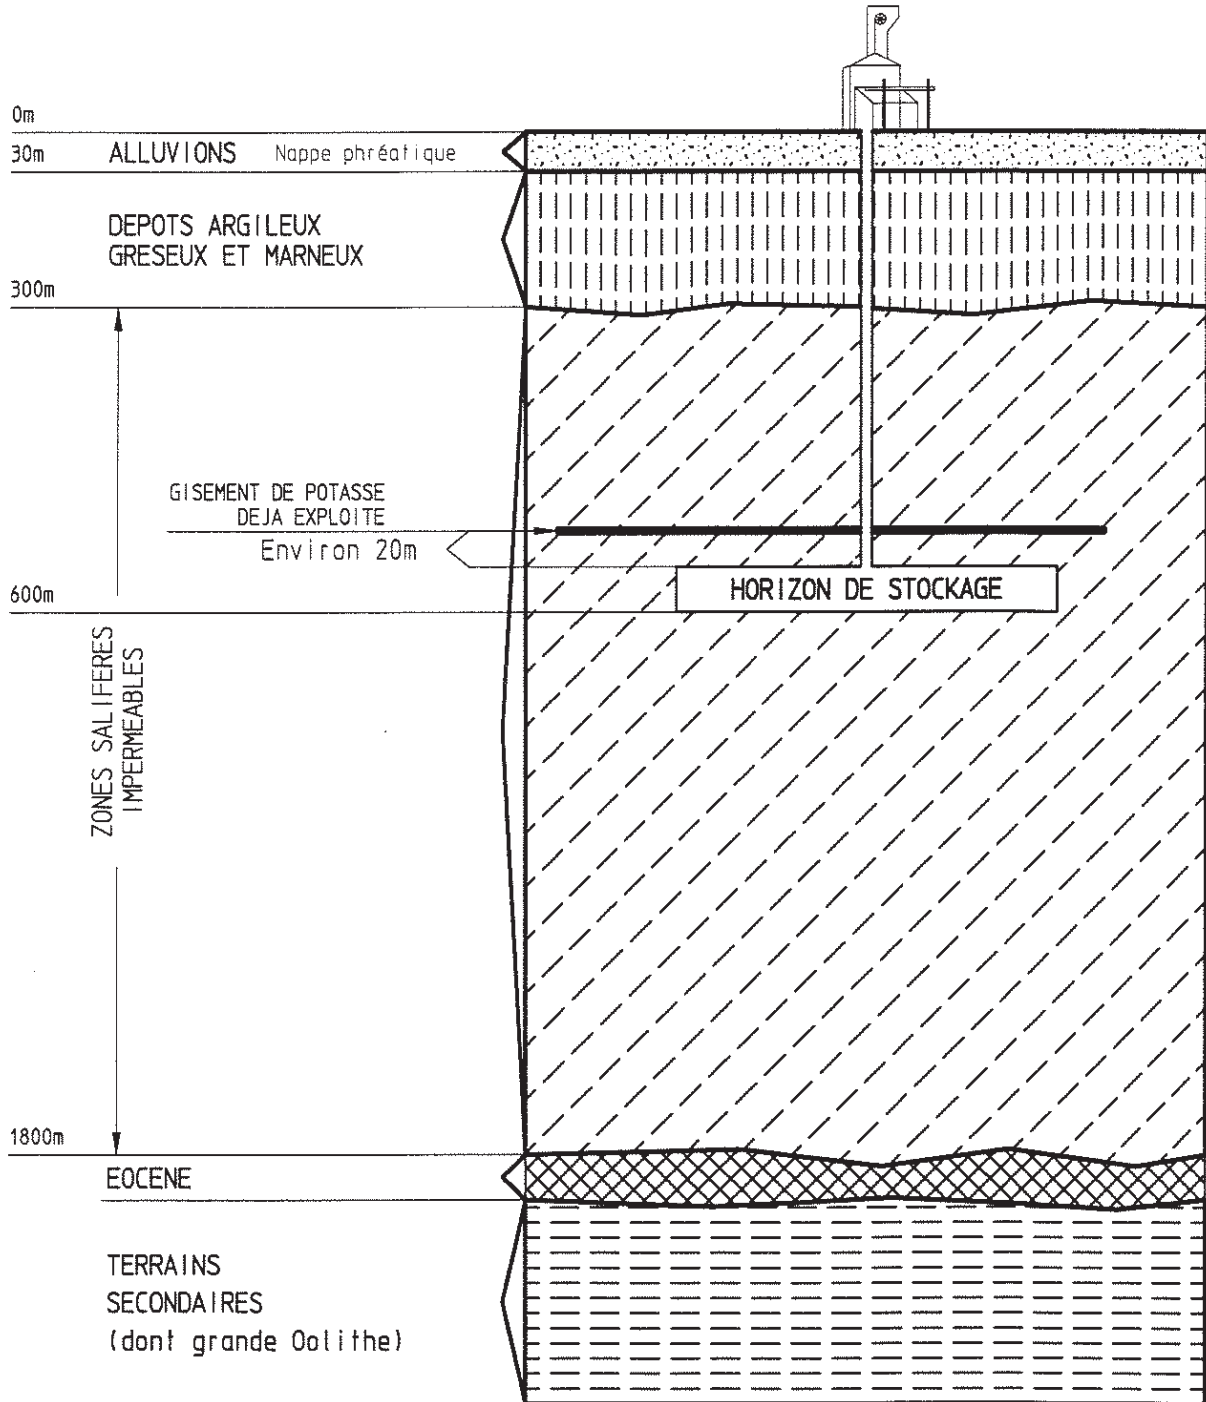 0m
30m
ALLUVIONS Nappe phréatique
DEPOTS ARGILEUX
GRESEUX ET MARNEUX
300m
GISEMENT DE POTASSE
DEJA EXPLOITE
Environ 20m
HORIZON DE STOCKAGE
600m
ZONES SALIFERES
IMPERMEABLES
1800m
EOCENE
TERRAINS
SECONDAIRES
(dont grande Oolithe)